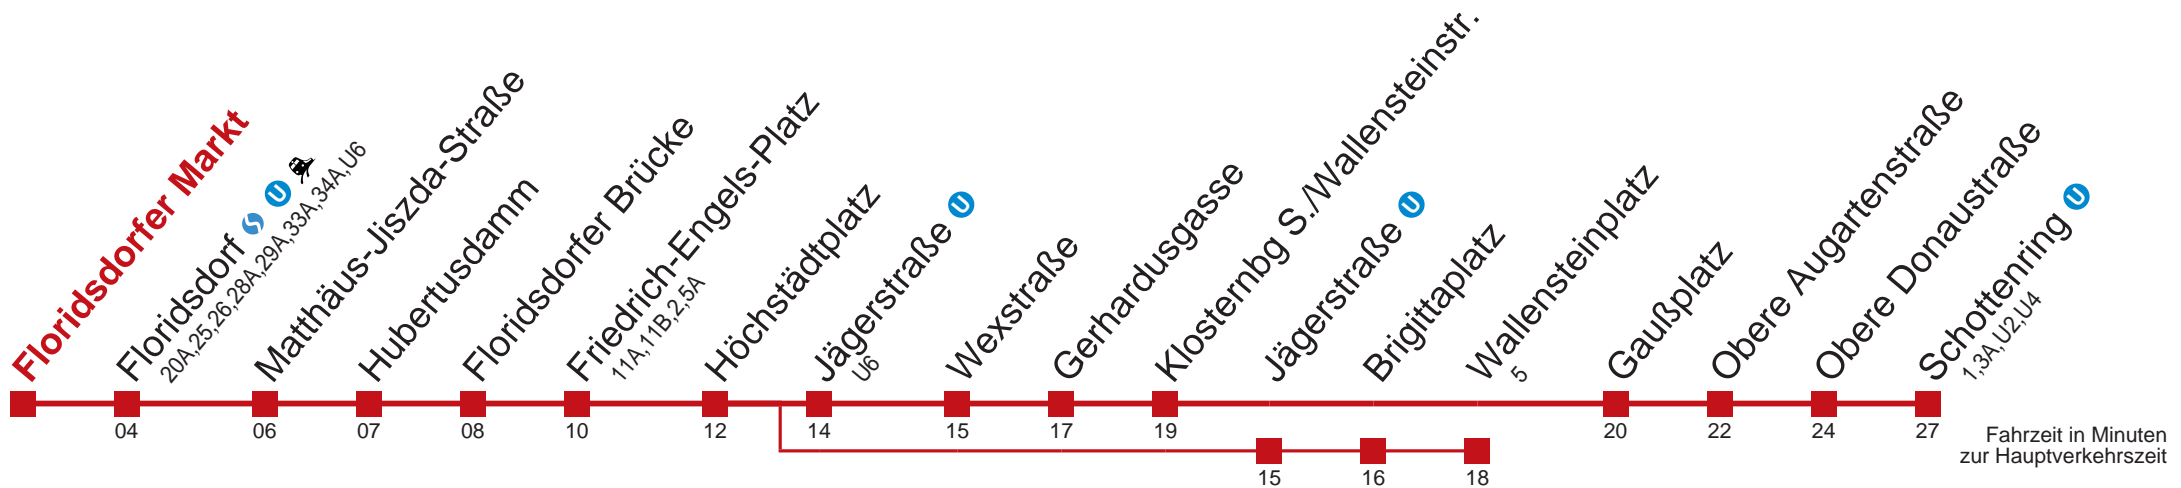 Floridsdorfer Markt
Floridsdorf S U
20A,25,26,28A,29A,33A,34A,U6
Matthäus-Jiszda-Straße
Hubertusdamm
Floridsdorfer Brücke
Friedrich-Engels-Platz
11A,11B,2,5A
Höchstädtplatz
Jägerstraße U
U6
Wexstraße
Gerhardusgasse
Klosternbg S./Wallensteinstr.
Jägerstraße U
Brigittaplatz
Wallensteinplatz
5
Gaußplatz
Obere Augartenstraße
Obere Donaustraße
Schottenring U
1,3A,U2,U4
04 06 07 08 10 12 14 15 17 19 20 22 24 27
15 16 18
Fahrzeit in Minuten
zur Hauptverkehrszeit